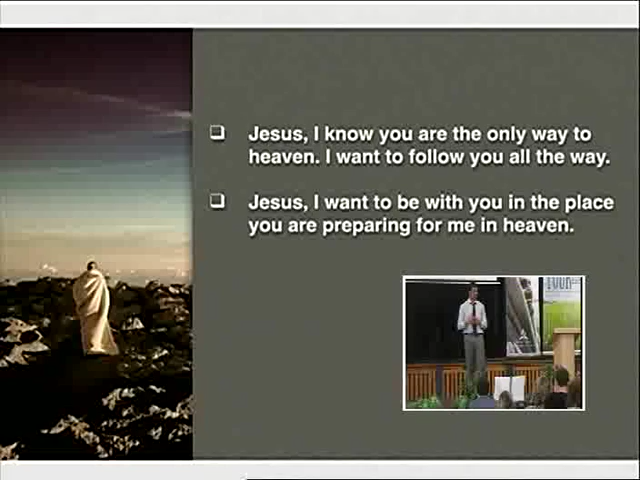 Jesus, I know you are the only way to
heaven. I want to follow you all the way.
Jesus, I want to be with you in the place
you are preparing for me in heaven.